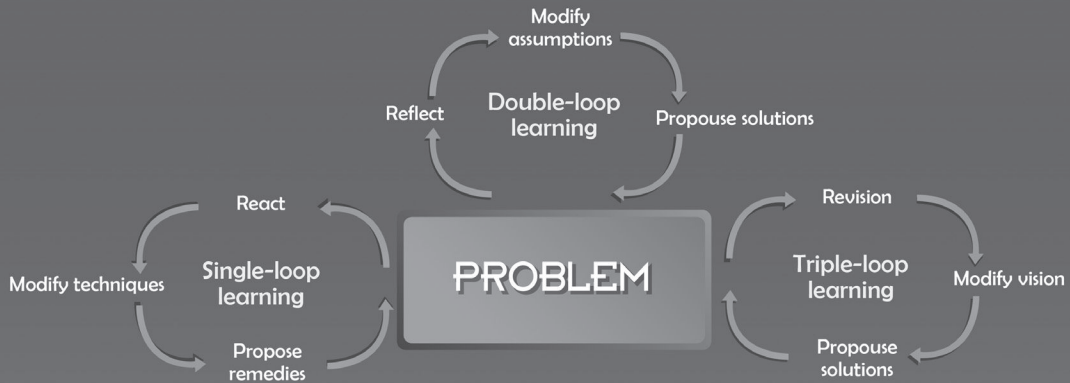 Modify
assumptions
Reflect
Double-loop
learning
Propouse solutions
React
Modify techniques
Single-loop
learning
Propose
remedies
PROBLEM
Revision
Triple-loop
learning
Modify vision
Propouse
solutions